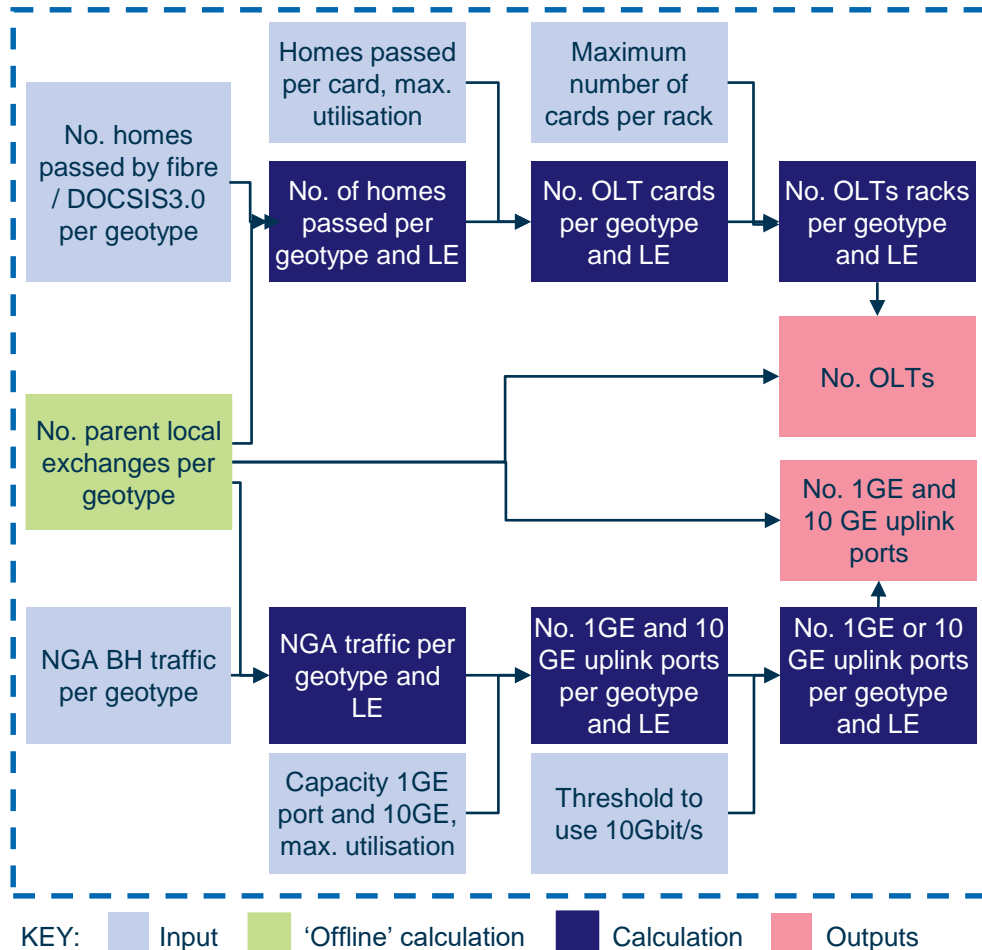 Homes passed
per card, max.
utilisation
Maximum
number of
cards per rack
No. homes
passed by fibre
/ DOCSIS3.0
per geotype
No. of homes
passed per
geotype and LE
No. OLT cards
per geotype
and LE
No. OLTs racks
per geotype
and LE
No. OLTs
No. parent local
exchanges per
geotype
No. 1GE and
10 GE uplink
ports
NGA BH traffic
per geotype
NGA traffic per
geotype and
LE
No. 1GE and 10
GE uplink ports
per geotype
and LE
No. 1GE or 10
GE uplink ports
per geotype
and LE
Capacity 1GE
port and 10GE,
max. utilisation
Threshold to
use 10Gbit/s
KEY:
Input
'Offline' calculation
Calculation
Outputs